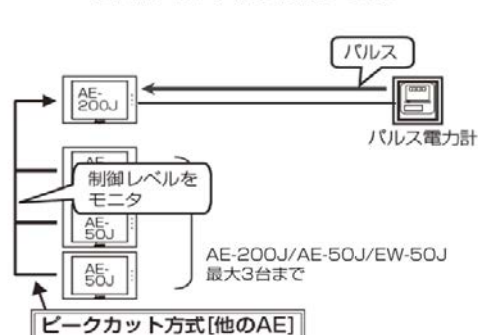 パルス
AE-
200J
パルス電力計
AE-
制御レベルを
モニタ
AE-
50J
AE-200J/AE-50J/EW-50J
最大3台まで
AE-
50J
ピークカット方式[他のAE]